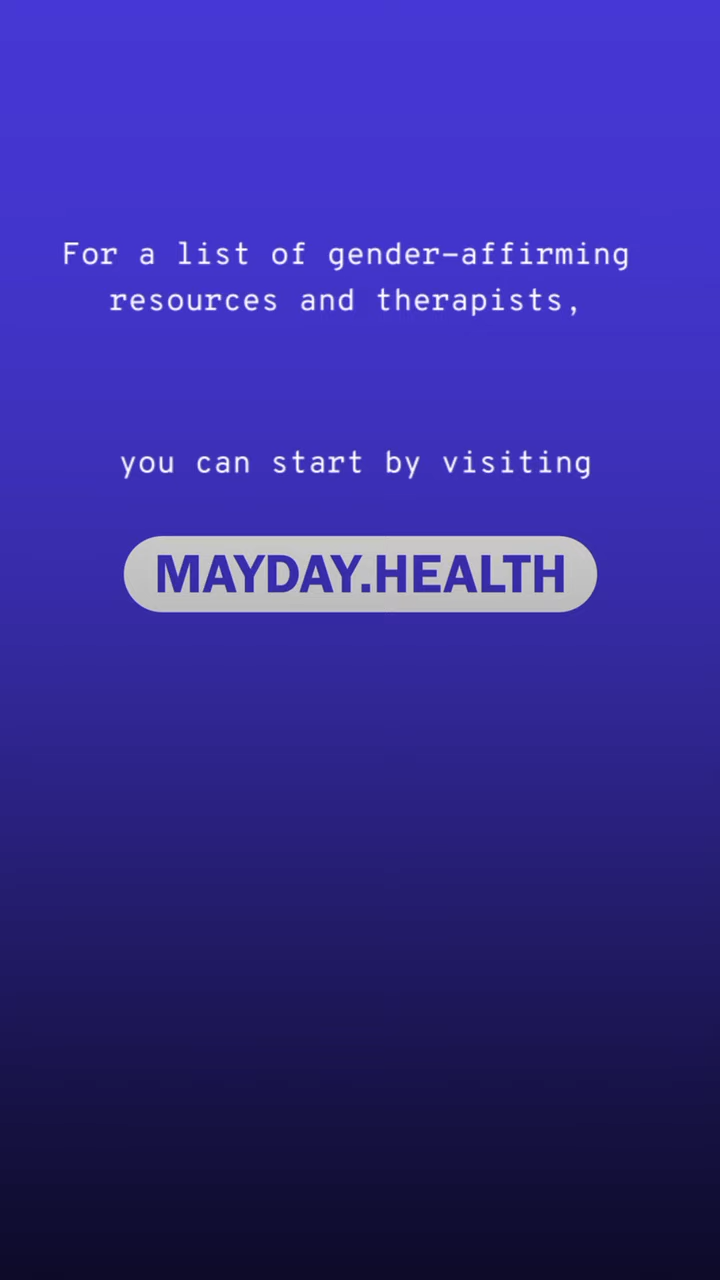 For a list of gender-affirming
resources and therapists,
you can start by visiting
MAYDAY.HEALTH